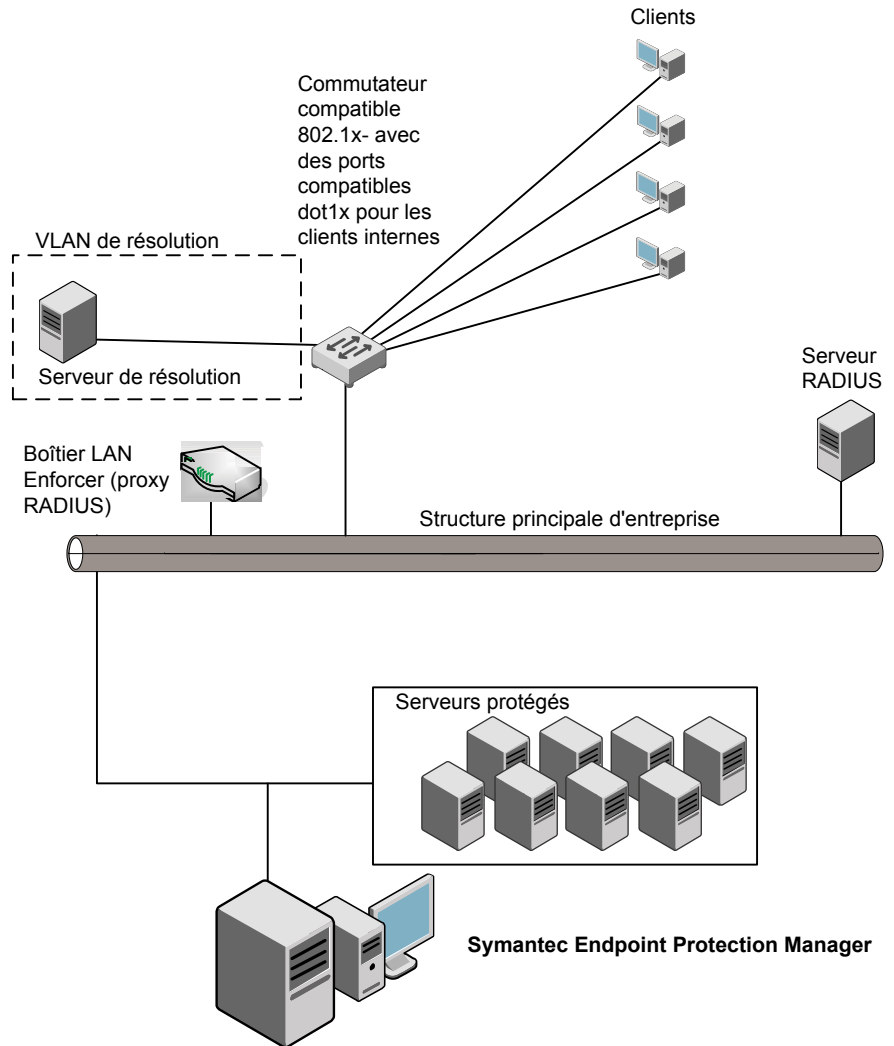 Clients
Commutateur
compatible
802.1x- avec
des ports
compatibles
dot1x pour les
clients internes
VLAN de résolution
Serveur de résolution
Serveur
RADIUS
Boîtier LAN
Enforcer (proxy
RADIUS)
Structure principale d'entreprise
Serveurs protégés
Symantec Endpoint Protection Manager